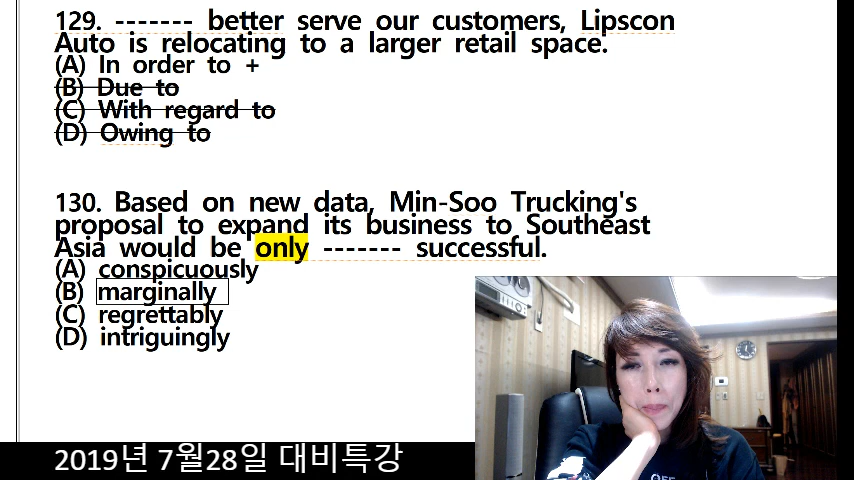 129. ------- better serve our customers, Lipscon
Auto is relocating to a larger retail space.
(A) In order to +
(B) Due to
(C) With regard to
(D) Owing to
130. Based on new data, Min-Soo Trucking's
proposal to expand its business to Southeast
Asia would be only ------- successful.
(A) conspicuously
(B) marginally
(C) regrettably
(D) intriguingly
2019년 7월28일 대비특강